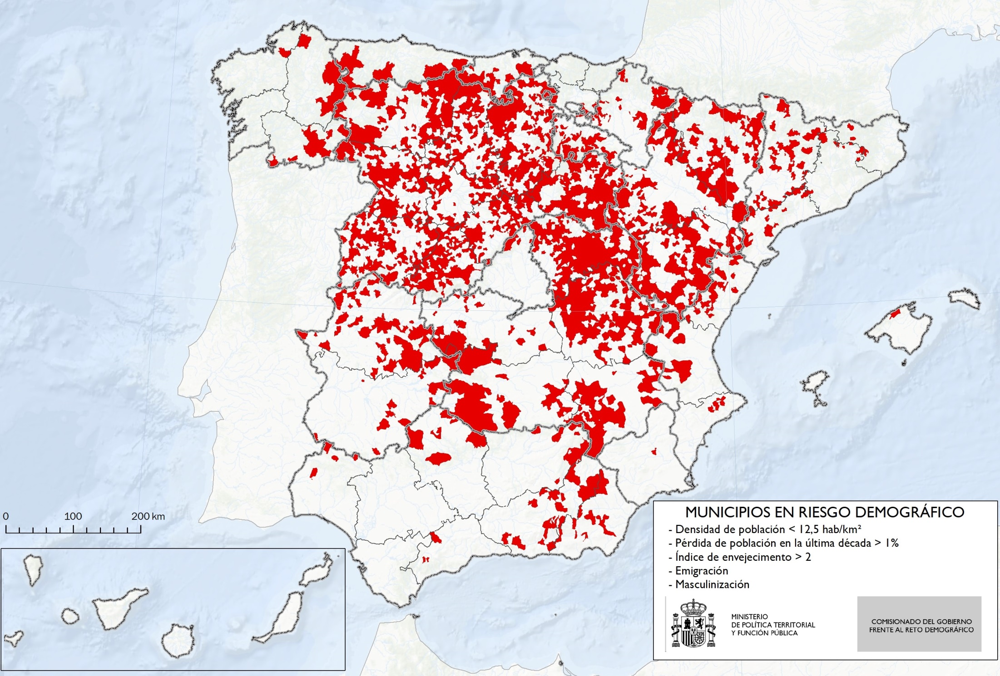 0 100 200 km
MUNICIPIOS EN RIESGO DEMOGRÁFICO
- Densidad de población < 12,5 hab/km²
- Pérdida de población en la última década > 1%
- Índice de envejecimento > 2
- Emigración
- Masculinización
MINISTERIO
DE POLÍTICA TERRITORIAL
Y FUNCIÓN PÚBLICA
COMISIONADO DEL GOBIERNO
FRENTE AL RETO DEMOGRÁFICO